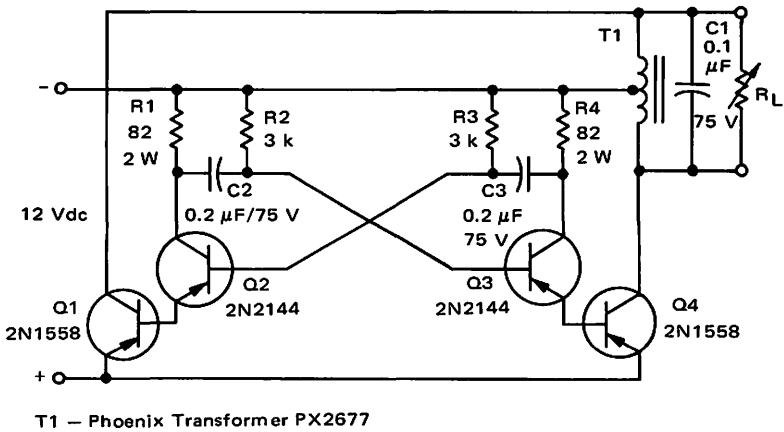 T1
C1
0.1
μF
75 V
RL
−
R1
82
2 W
R2
3 k
R3
3 k
R4
82
2 W
C2
0.2 μF/75 V
C3
0.2 μF
75 V
12 Vdc
Q1
2N1558
Q2
2N2144
Q3
2N2144
Q4
2N1558
+
T1 — Phoenix Transformer PX2677